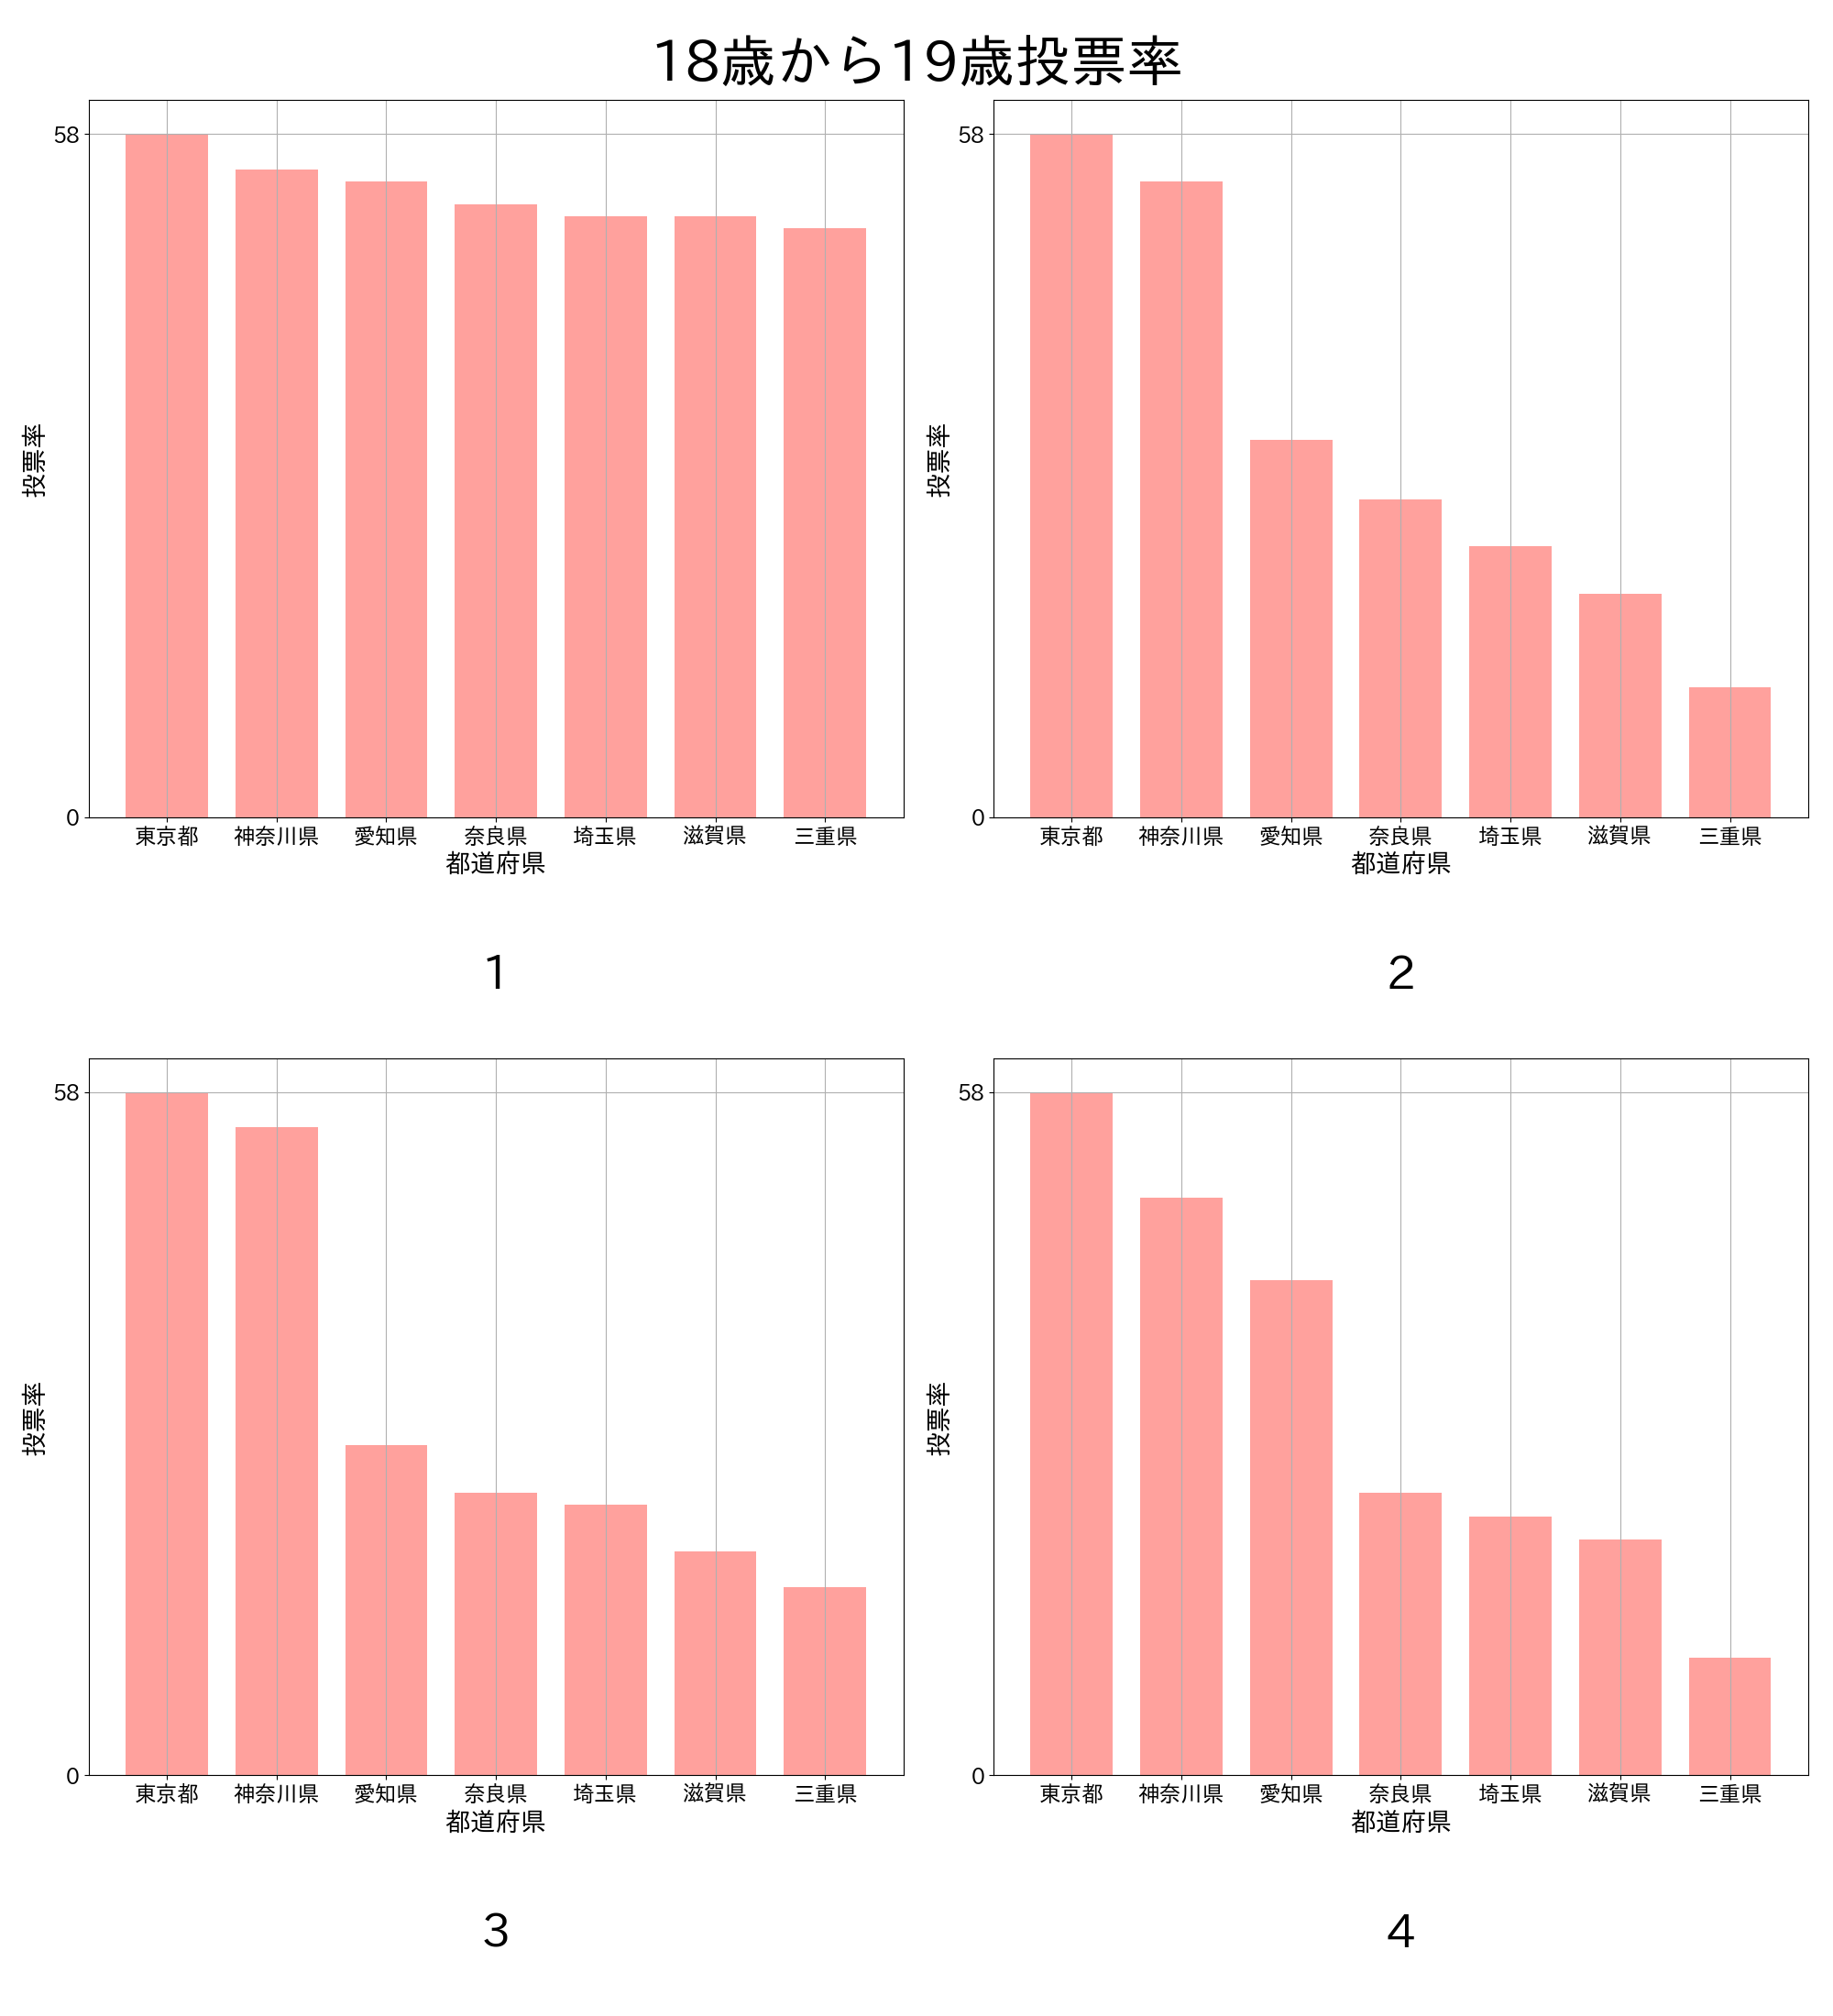 18歳から19歳投票率
58
0
投票率
東京都 神奈川県 愛知県 奈良県 埼玉県 滋賀県 三重県
都道府県
1
58
0
投票率
東京都 神奈川県 愛知県 奈良県 埼玉県 滋賀県 三重県
都道府県
2
58
0
投票率
東京都 神奈川県 愛知県 奈良県 埼玉県 滋賀県 三重県
都道府県
3
58
0
投票率
東京都 神奈川県 愛知県 奈良県 埼玉県 滋賀県 三重県
都道府県
4